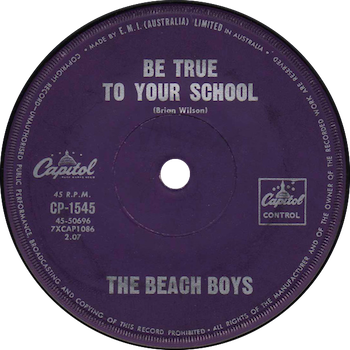 MADE BY E.M.I. (AUSTRALIA) LIMITED IN AUSTRALIA.
BE TRUE
TO YOUR SCHOOL
(Brian Wilson)
Capitol
45 R.P.M.
CP-1545
45-50696
7XCAP1086
2.07
Capitol
CONTROL
THE BEACH BOYS
ALL RIGHTS OF THE MANUFACTURER AND OF THE OWNER OF THE RECORDED WORK ARE RESERVED
COPYRIGHT RECORD—UNAUTHORISED PUBLIC PERFORMANCE, BROADCASTING AND COPYING OF THIS RECORD PROHIBITED